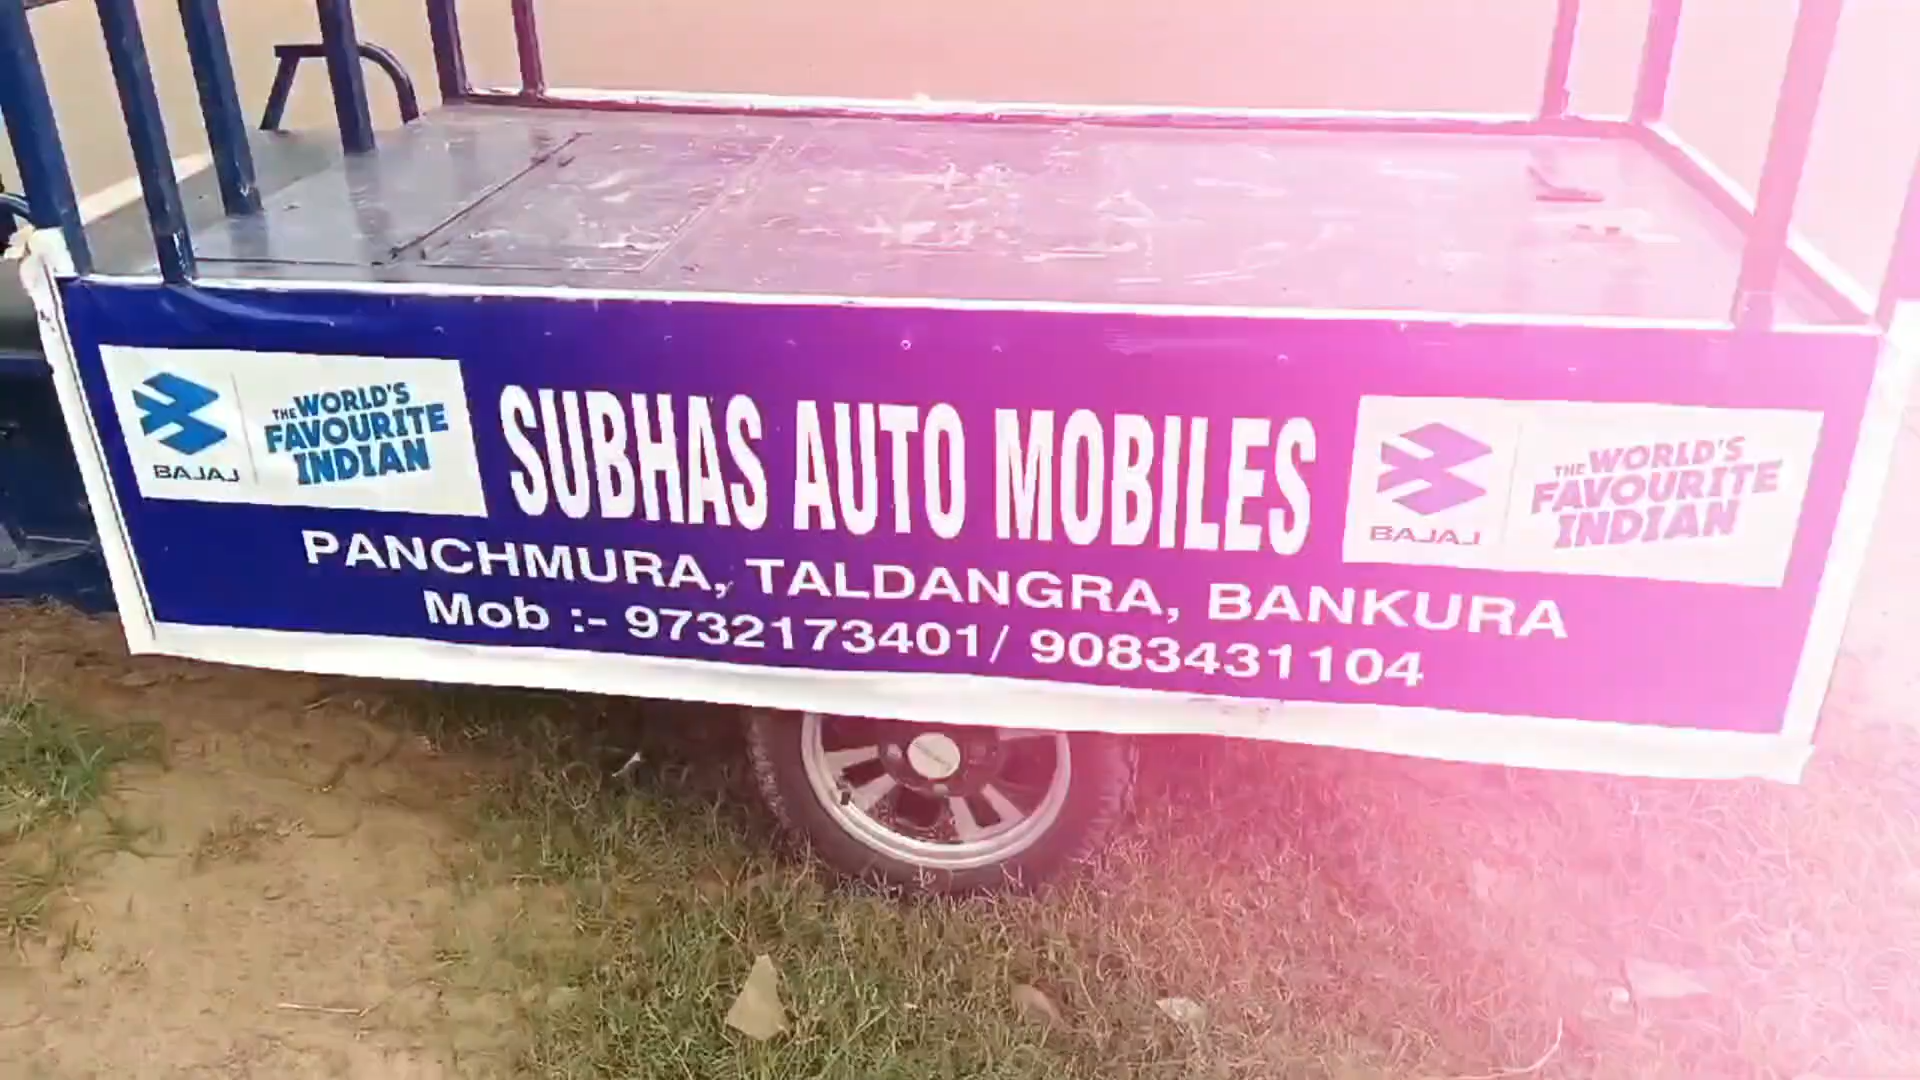 BAJAJ
THE WORLD'S
FAVOURITE
INDIAN
SUBHAS AUTO MOBILES
BAJAJ
THE WORLD'S
FAVOURITE
INDIAN
PANCHMURA, TALDANGRA, BANKURA
Mob :- 9732173401/ 9083431104